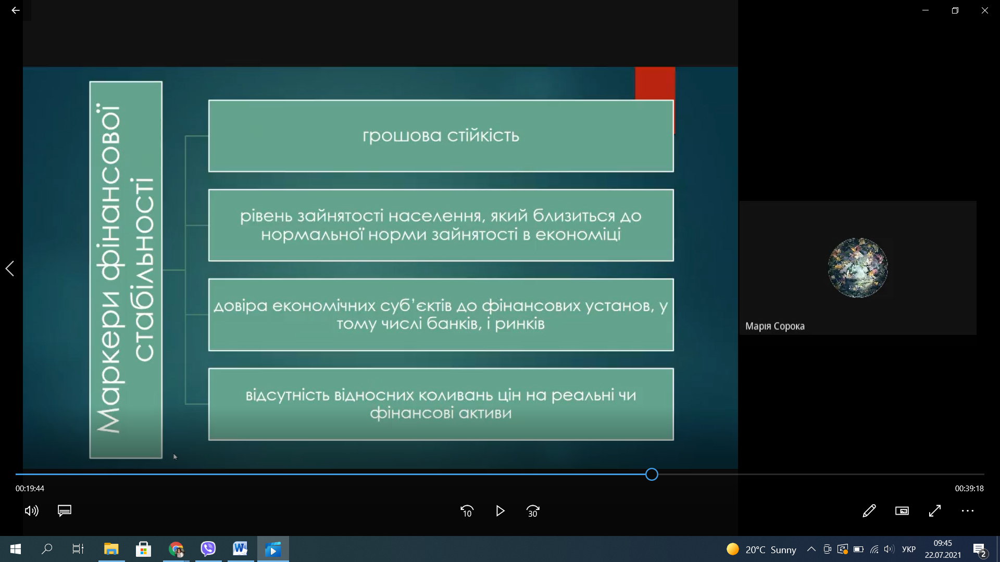 Маркери фінансової
стабільності
грошова стійкість
рівень зайнятості населення, який близиться до
нормальної норми зайнятості в економіці
довіра економічних суб’єктів до фінансових установ, у
тому числі банків, і ринків
відсутність відносних коливань цін на реальні чи
фінансові активи
Марія Сорока
00:19:44
00:39:18
10
30
20°C Sunny
УКР
09:45
22.07.2021
2